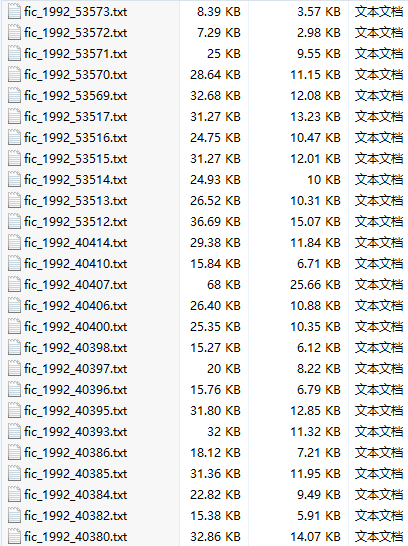 fic_1992_53573.txt 8.39 KB 3.57 KB 文本文档
fic_1992_53572.txt 7.29 KB 2.98 KB 文本文档
fic_1992_53571.txt 25 KB 9.55 KB 文本文档
fic_1992_53570.txt 28.64 KB 11.15 KB 文本文档
fic_1992_53569.txt 32.68 KB 12.08 KB 文本文档
fic_1992_53517.txt 31.27 KB 13.23 KB 文本文档
fic_1992_53516.txt 24.75 KB 10.47 KB 文本文档
fic_1992_53515.txt 31.27 KB 12.01 KB 文本文档
fic_1992_53514.txt 24.93 KB 10 KB 文本文档
fic_1992_53513.txt 26.52 KB 10.31 KB 文本文档
fic_1992_53512.txt 36.69 KB 15.07 KB 文本文档
fic_1992_40414.txt 29.38 KB 11.84 KB 文本文档
fic_1992_40410.txt 15.84 KB 6.71 KB 文本文档
fic_1992_40407.txt 68 KB 25.66 KB 文本文档
fic_1992_40406.txt 26.40 KB 10.88 KB 文本文档
fic_1992_40400.txt 25.35 KB 10.35 KB 文本文档
fic_1992_40398.txt 15.27 KB 6.12 KB 文本文档
fic_1992_40397.txt 20 KB 8.22 KB 文本文档
fic_1992_40396.txt 15.76 KB 6.79 KB 文本文档
fic_1992_40395.txt 31.80 KB 12.85 KB 文本文档
fic_1992_40393.txt 32 KB 11.32 KB 文本文档
fic_1992_40386.txt 18.12 KB 7.21 KB 文本文档
fic_1992_40385.txt 31.36 KB 11.95 KB 文本文档
fic_1992_40384.txt 22.82 KB 9.49 KB 文本文档
fic_1992_40382.txt 15.38 KB 5.91 KB 文本文档
fic_1992_40380.txt 32.86 KB 14.07 KB 文本文档